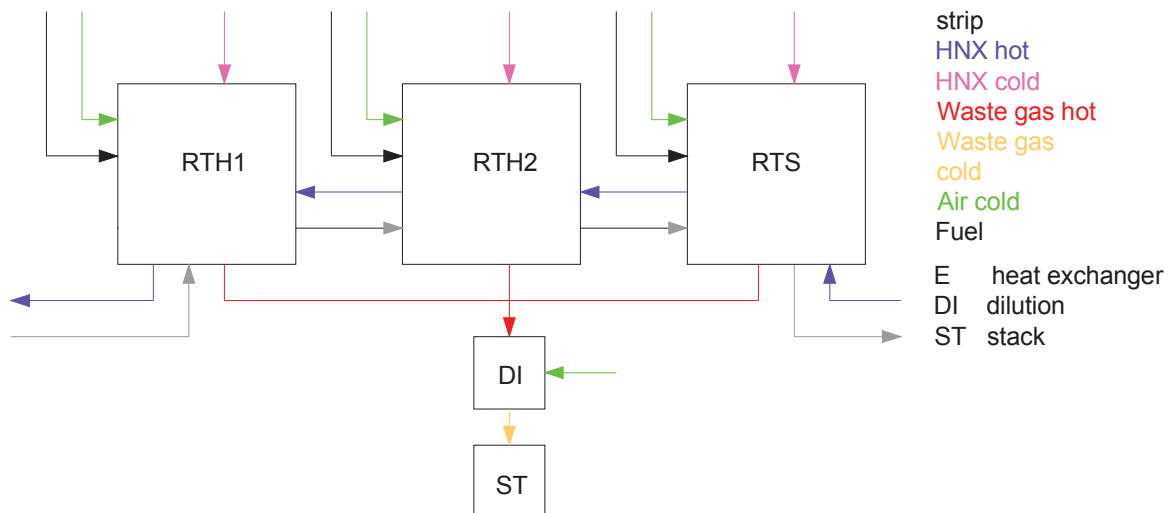 strip
HNX hot
HNX cold
Waste gas hot
Waste gas
cold
Air cold
Fuel
E heat exchanger
DI dilution
ST stack
RTH1
RTH2
RTS
DI
ST